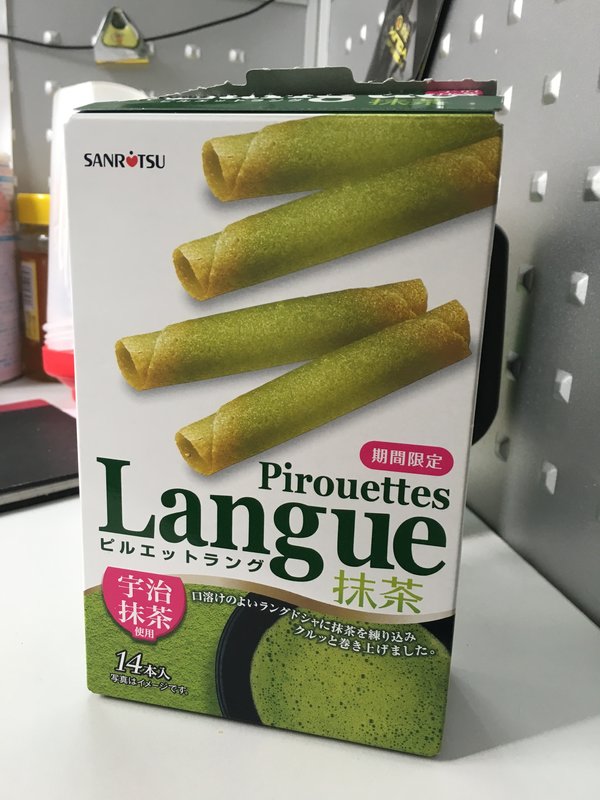 抹茶
SANROTSU
期間限定
Pirouettes
Langue
ピルエットラング
抹茶
宇治
抹茶
使用
口溶けのよいラングドシャに抹茶を練り込み
クルッと巻き上げました。
14本入
写真はイメージです。